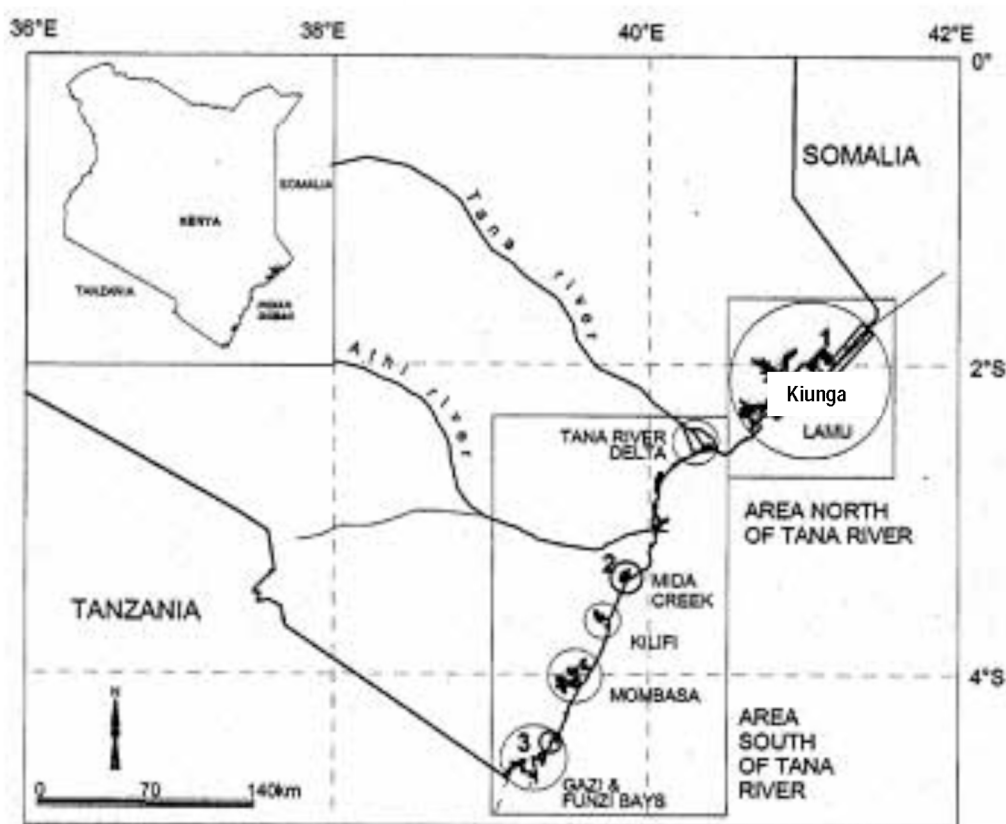 36°E
38°E
40°E
42°E
0°
SOMALIA
SOMALIA
KENYA
TANZANIA
INDIAN
Tana river
Athi river
1
2°S
Kiunga
LAMU
TANA RIVER
DELTA
AREA NORTH
OF TANA RIVER
2
MIDA
CREEK
TANZANIA
KILIFI
4°S
MOMBASA
N
3
AREA
SOUTH
OF TANA
RIVER
GAZI &
FUNZI BAYS
0
70
140km